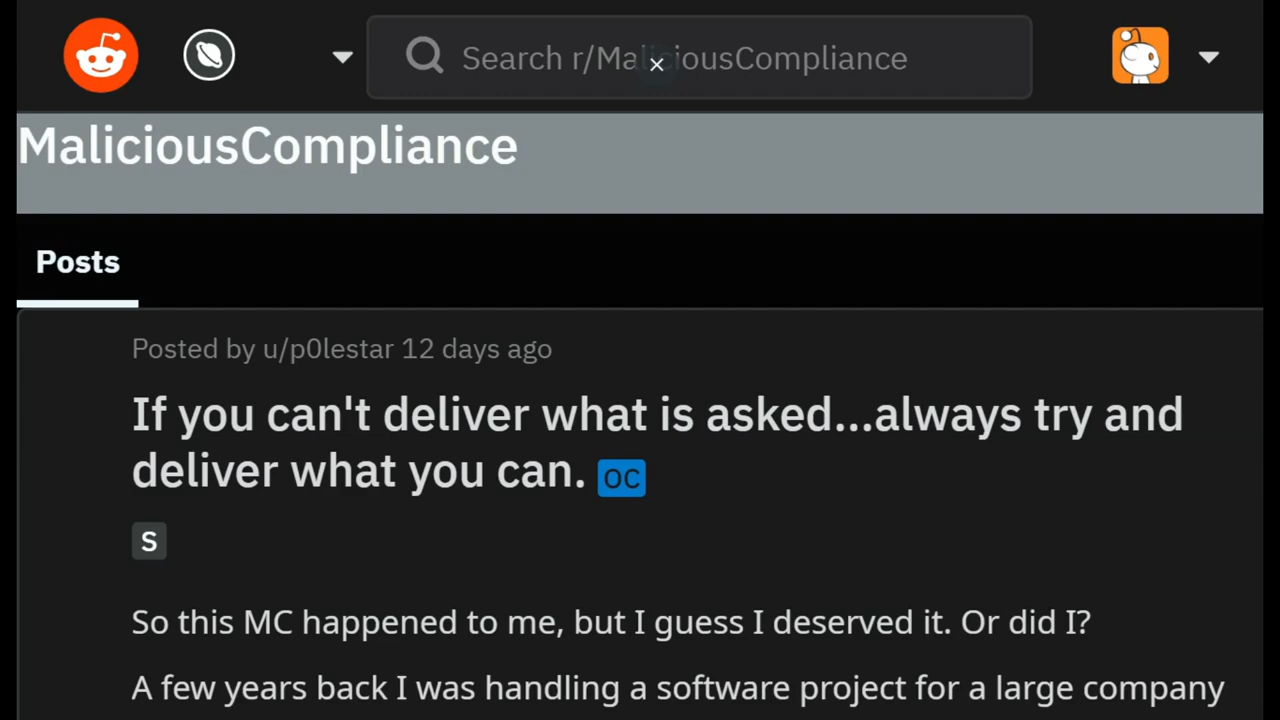 Search r/MaliciousCompliance
MaliciousCompliance
Posts
Posted by u/p0lestar 12 days ago
If you can't deliver what is asked...always try and
deliver what you can. OC
S
So this MC happened to me, but I guess I deserved it. Or did I?
A few years back I was handling a software project for a large company